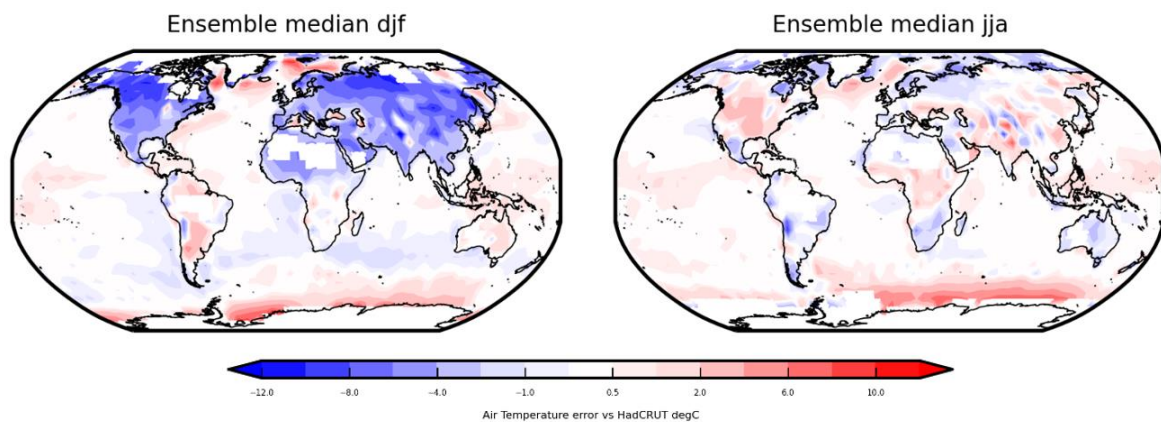 Ensemble median djf
Ensemble median jja
−12.0 −8.0 −4.0 −1.0 0.5 2.0 6.0 10.0
Air Temperature error vs HadCRUT degC